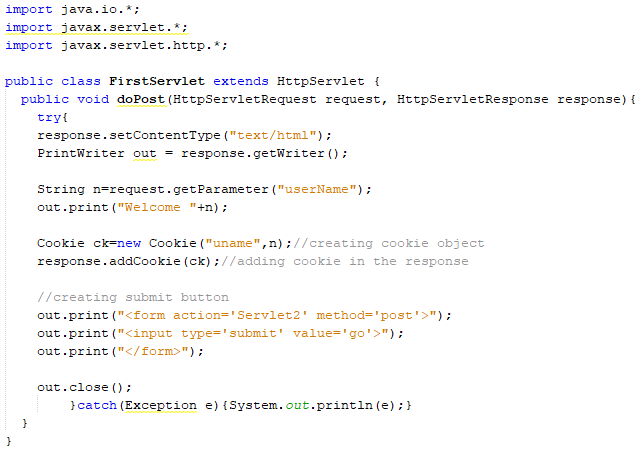 import java.io.*;
import javax.servlet.*;
import javax.servlet.http.*;
public class FirstServlet extends HttpServlet {
public void doPost(HttpServletRequest request, HttpServletResponse response){
try{
response.setContentType("text/html");
PrintWriter out = response.getWriter();
String n=request.getParameter("userName");
out.print("Welcome "+n);
Cookie ck=new Cookie("uname",n);//creating cookie object
response.addCookie(ck);//adding cookie in the response
//creating submit button
out.print("<form action='Servlet2' method='post'>");
out.print("<input type='submit' value='go'>");
out.print("</form>");
out.close();
}catch(Exception e){System.out.println(e);}
}
}